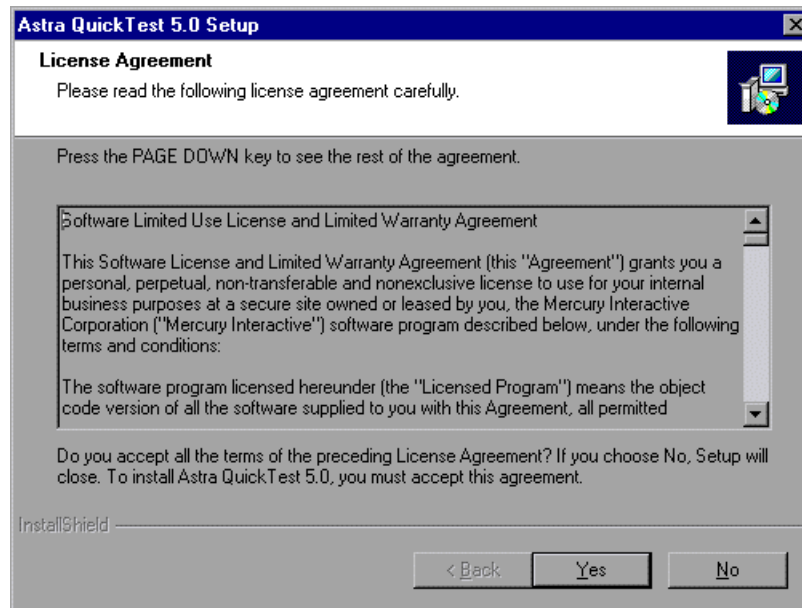 Astra QuickTest 5.0 Setup
License Agreement
Please read the following license agreement carefully.
Press the PAGE DOWN key to see the rest of the agreement.
Software Limited Use License and Limited Warranty Agreement
This Software License and Limited Warranty Agreement (this "Agreement") grants you a
personal, perpetual, non-transferable and nonexclusive license to use for your internal
business purposes at a secure site owned or leased by you, the Mercury Interactive
Corporation ("Mercury Interactive") software program described below, under the following
terms and conditions:
The software program licensed hereunder (the "Licensed Program") means the object
code version of all the software supplied to you with this Agreement, all permitted
Do you accept all the terms of the preceding License Agreement? If you choose No, Setup will
close. To install Astra QuickTest 5.0, you must accept this agreement.
InstallShield
< Back
Yes
No